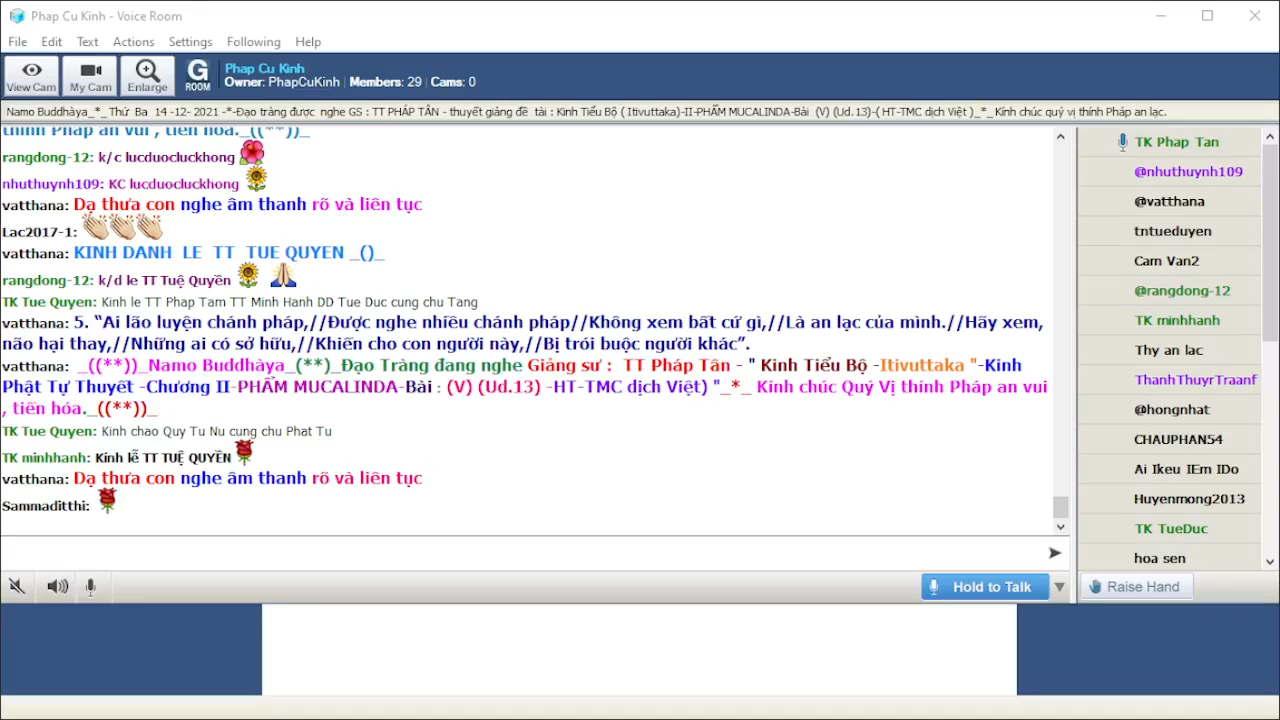 Phap Cu Kinh - Voice Room
File Edit Text Actions Settings Following Help
View Cam My Cam Enlarge G ROOM
Phap Cu Kinh
Owner: PhapCuKinh | Members: 29 | Cams: 0
Namo Buddhàya_*_ Thứ Ba 14 -12- 2021 -*-Đạo tràng được nghe GS : TT PHÁP TÂN - thuyết giảng đề tài : Kinh Tiểu Bộ ( Itivuttaka)-II-PHẨM MUCALINDA-Bài (V) (Ud.13)-( HT-TMC dịch Việt )_*_ Kính chúc quý vị thính Pháp an lạc.
thính Pháp an vui , tiến hóa._((**))_
rangdong-12: k/c lucduocluckhong
nhuthuynh109: KC lucduocluckhong
vatthana: Dạ thưa con nghe âm thanh rõ và liên tục
Lac2017-1:
vatthana: KINH DANH LE TT TUE QUYEN _()_
rangdong-12: k/d le TT Tuệ Quyền
TK Tue Quyen: Kinh le TT Phap Tam TT Minh Hanh DD Tue Duc cung chu Tang
vatthana: 5. “Ai lão luyện chánh pháp,//Được nghe nhiều chánh pháp//Không xem bất cứ gì,//Là an lạc của mình.//Hãy xem,
não hại thay,//Những ai có sở hữu,//Khiến cho con người này,//Bị trói buộc người khác”.
vatthana: _((**))_Namo Buddhàya_(**)_Đạo Tràng đang nghe Giảng sư : TT Pháp Tân - " Kinh Tiểu Bộ -Itivuttaka "-Kinh
Phật Tự Thuyết -Chương II-PHẨM MUCALINDA-Bài : (V) (Ud.13) -HT-TMC dịch Việt) "_*_ Kính chúc Quý Vị thính Pháp an vui
, tiến hóa._((**))_
TK Tue Quyen: Kinh chao Quy Tu Nu cung chu Phat Tu
TK minhhanh: Kính lễ TT TUỆ QUYỀN
vatthana: Dạ thưa con nghe âm thanh rõ và liên tục
Sammaditthi:
Hold to Talk
TK Phap Tan
@nhuthuynh109
@vatthana
tntueduyen
Cam Van2
@rangdong-12
TK minhhanh
Thy an lac
ThanhThuyrTraanf
@hongnhat
CHAUPHAN54
Ai Ikeu IEm IDo
Huyenmong2013
TK TueDuc
hoa sen
Raise Hand